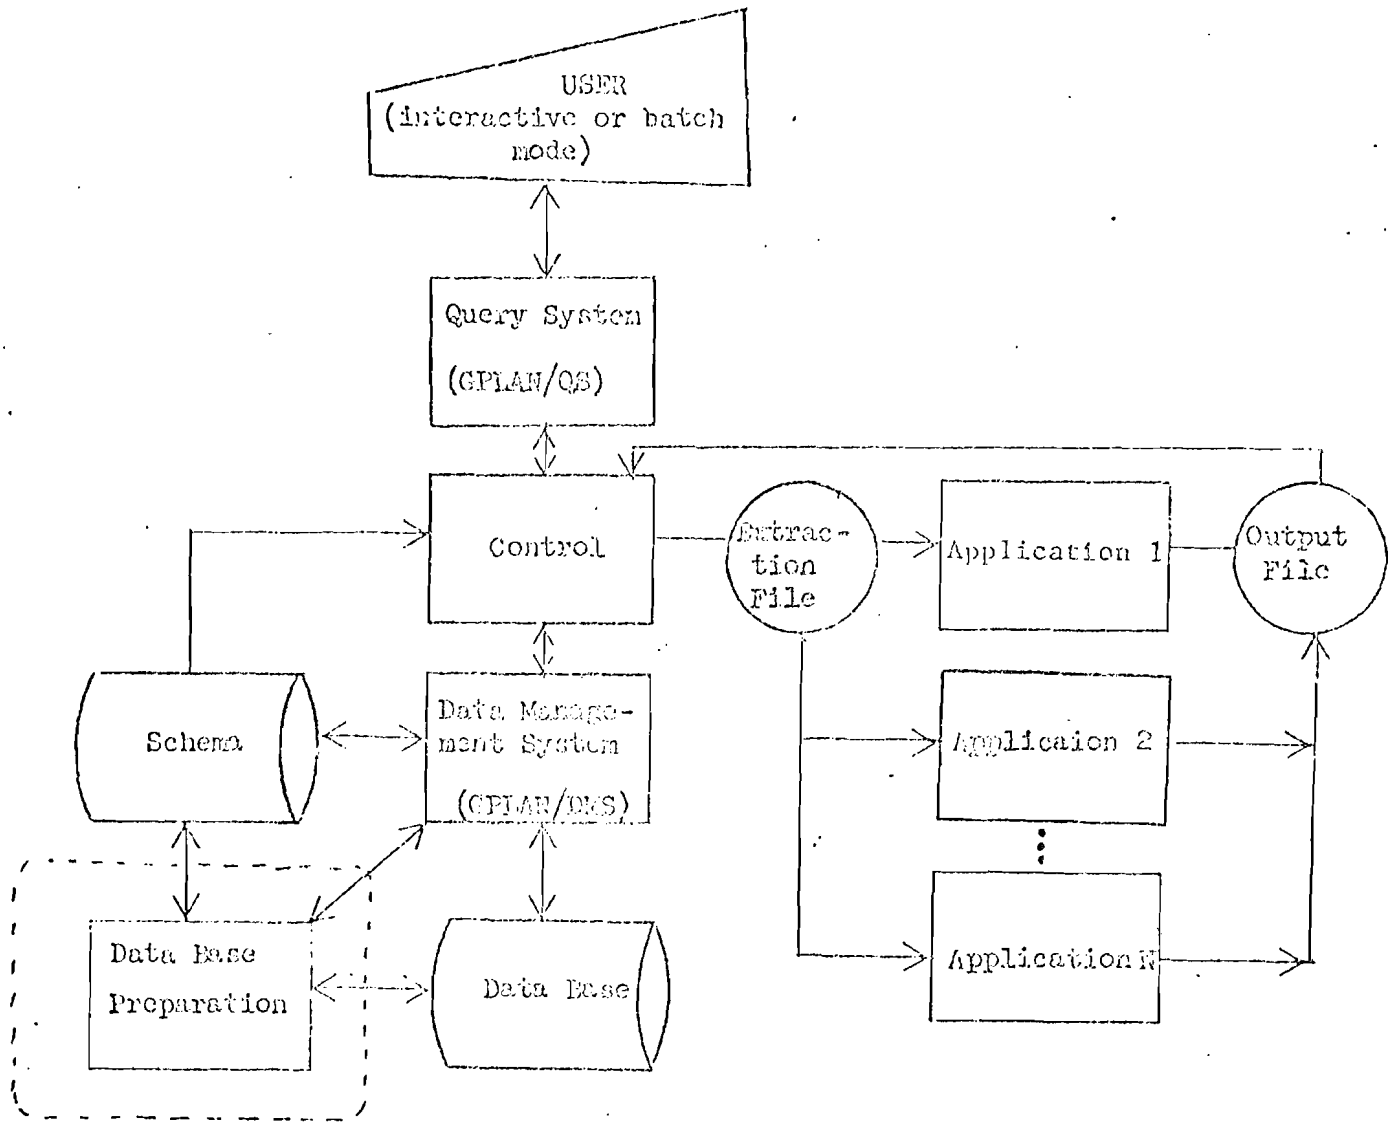 USER
(interactive or batch
mode)
Query System
(GPLAN/QS)
Control
Extrac-
tion
File
Application 1
Output
File
Schema
Data Manage-
ment System
(GPLAN/DMS)
Applicaion 2
Data Base
Preparation
Data Base
Application N